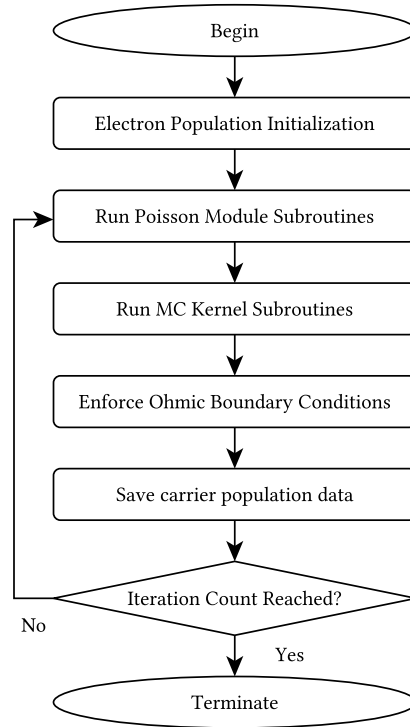 Begin
Electron Population Initialization
Run Poisson Module Subroutines
Run MC Kernel Subroutines
Enforce Ohmic Boundary Conditions
Save carrier population data
Iteration Count Reached?
No
Yes
Terminate